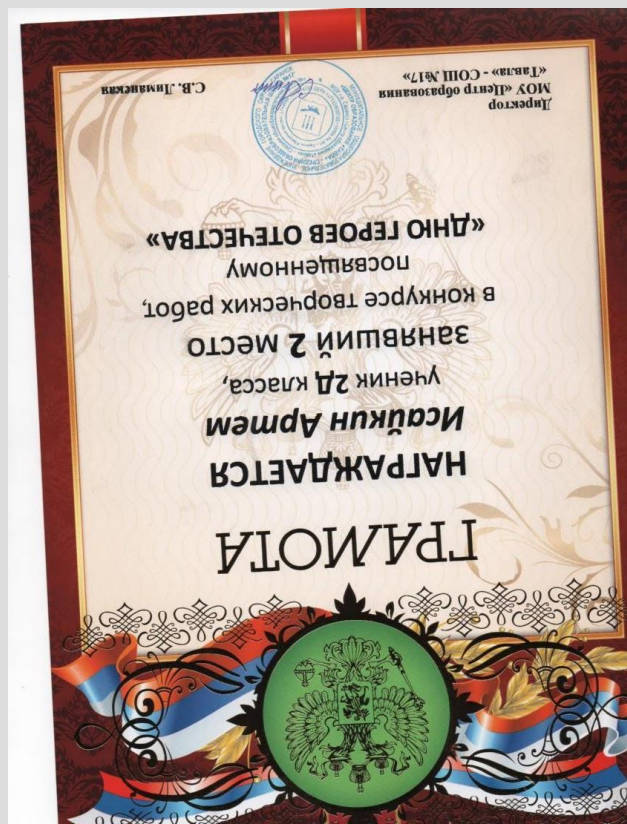 ГРАМОТА
НАГРАЖДАЕТСЯ
Исайкин Артем
ученик 2Д класса,
занявший 2 место
в конкурсе творческих работ,
посвященному
«ДНЮ ГЕРОЕВ ОТЕЧЕСТВА»
Директор
МОУ «Центр образования
«Тавла» - СОШ №17»
С.В. Лиманская